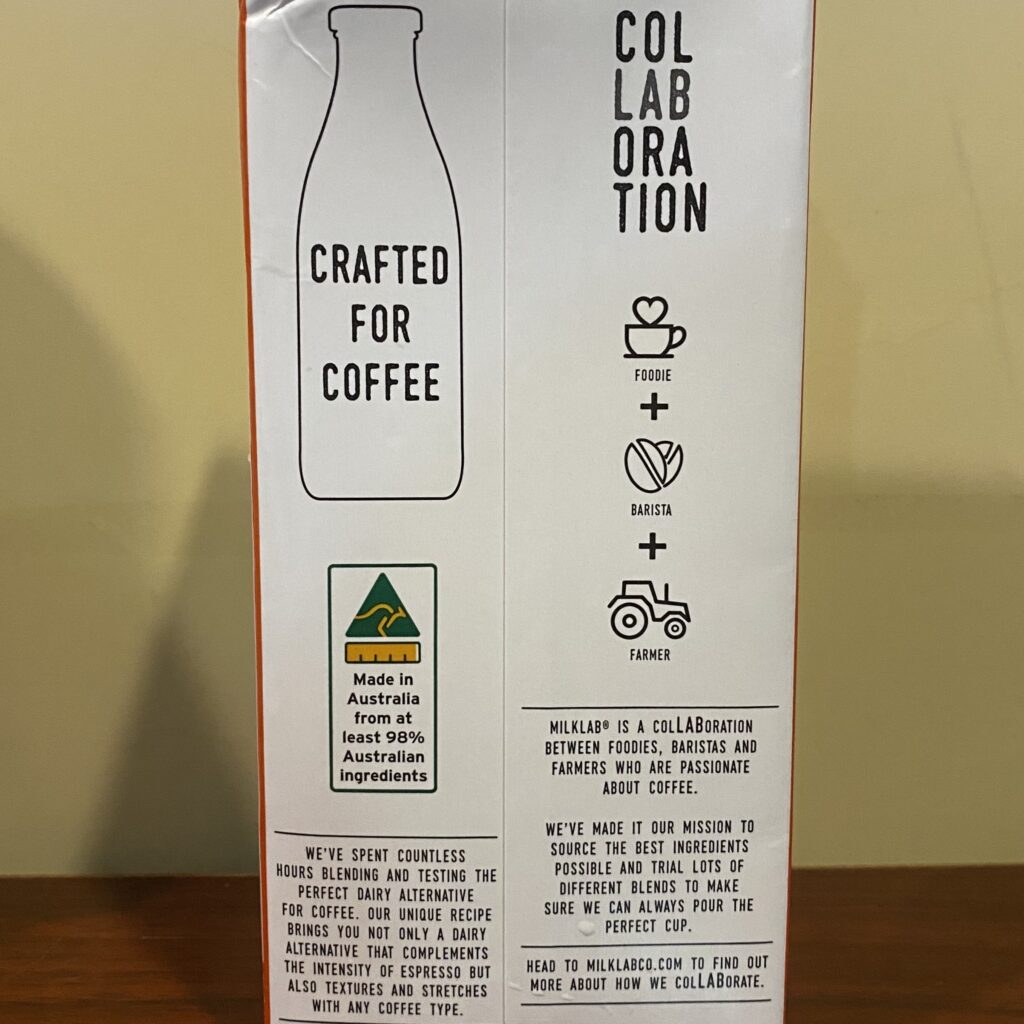 CRAFTED
FOR
COFFEE
Made in
Australia
from at
least 98%
Australian
ingredients
WE'VE SPENT COUNTLESS
HOURS BLENDING AND TESTING THE
PERFECT DAIRY ALTERNATIVE
FOR COFFEE. OUR UNIQUE RECIPE
BRINGS YOU NOT ONLY A DAIRY
ALTERNATIVE THAT COMPLEMENTS
THE INTENSITY OF ESPRESSO BUT
ALSO TEXTURES AND STRETCHES
WITH ANY COFFEE TYPE.
COL
LAB
ORA
TION
FOODIE
+
BARISTA
+
FARMER
MILKLAB® IS A COLLABORATION
BETWEEN FOODIES, BARISTAS AND
FARMERS WHO ARE PASSIONATE
ABOUT COFFEE.
WE'VE MADE IT OUR MISSION TO
SOURCE THE BEST INGREDIENTS
POSSIBLE AND TRIAL LOTS OF
DIFFERENT BLENDS TO MAKE
SURE WE CAN ALWAYS POUR THE
PERFECT CUP.
HEAD TO MILKLABCO.COM TO FIND OUT
MORE ABOUT HOW WE COLLABORATE.